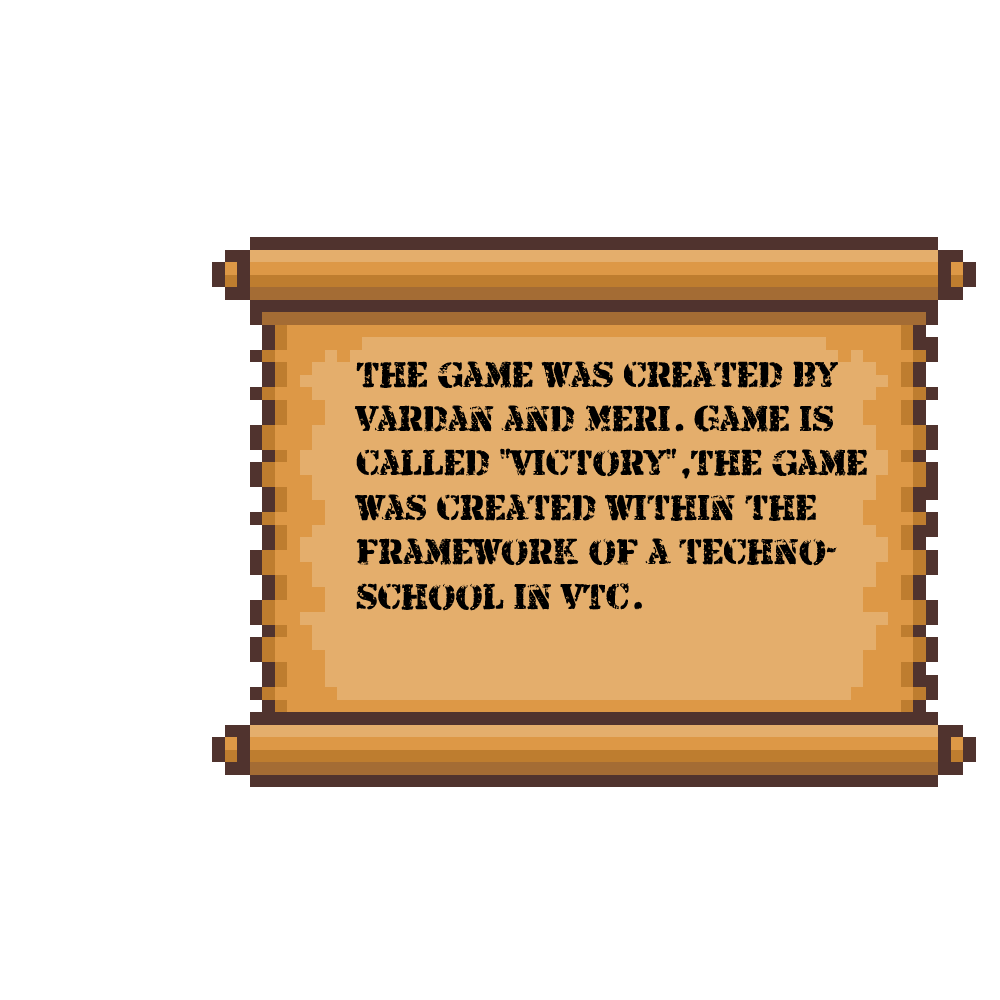 THE GAME WAS CREATED BY
VARDAN AND MERI. GAME IS
CALLED "VICTORY",THE GAME
WAS CREATED WITHIN THE
FRAMEWORK OF A TECHNO-
SCHOOL IN VTC.